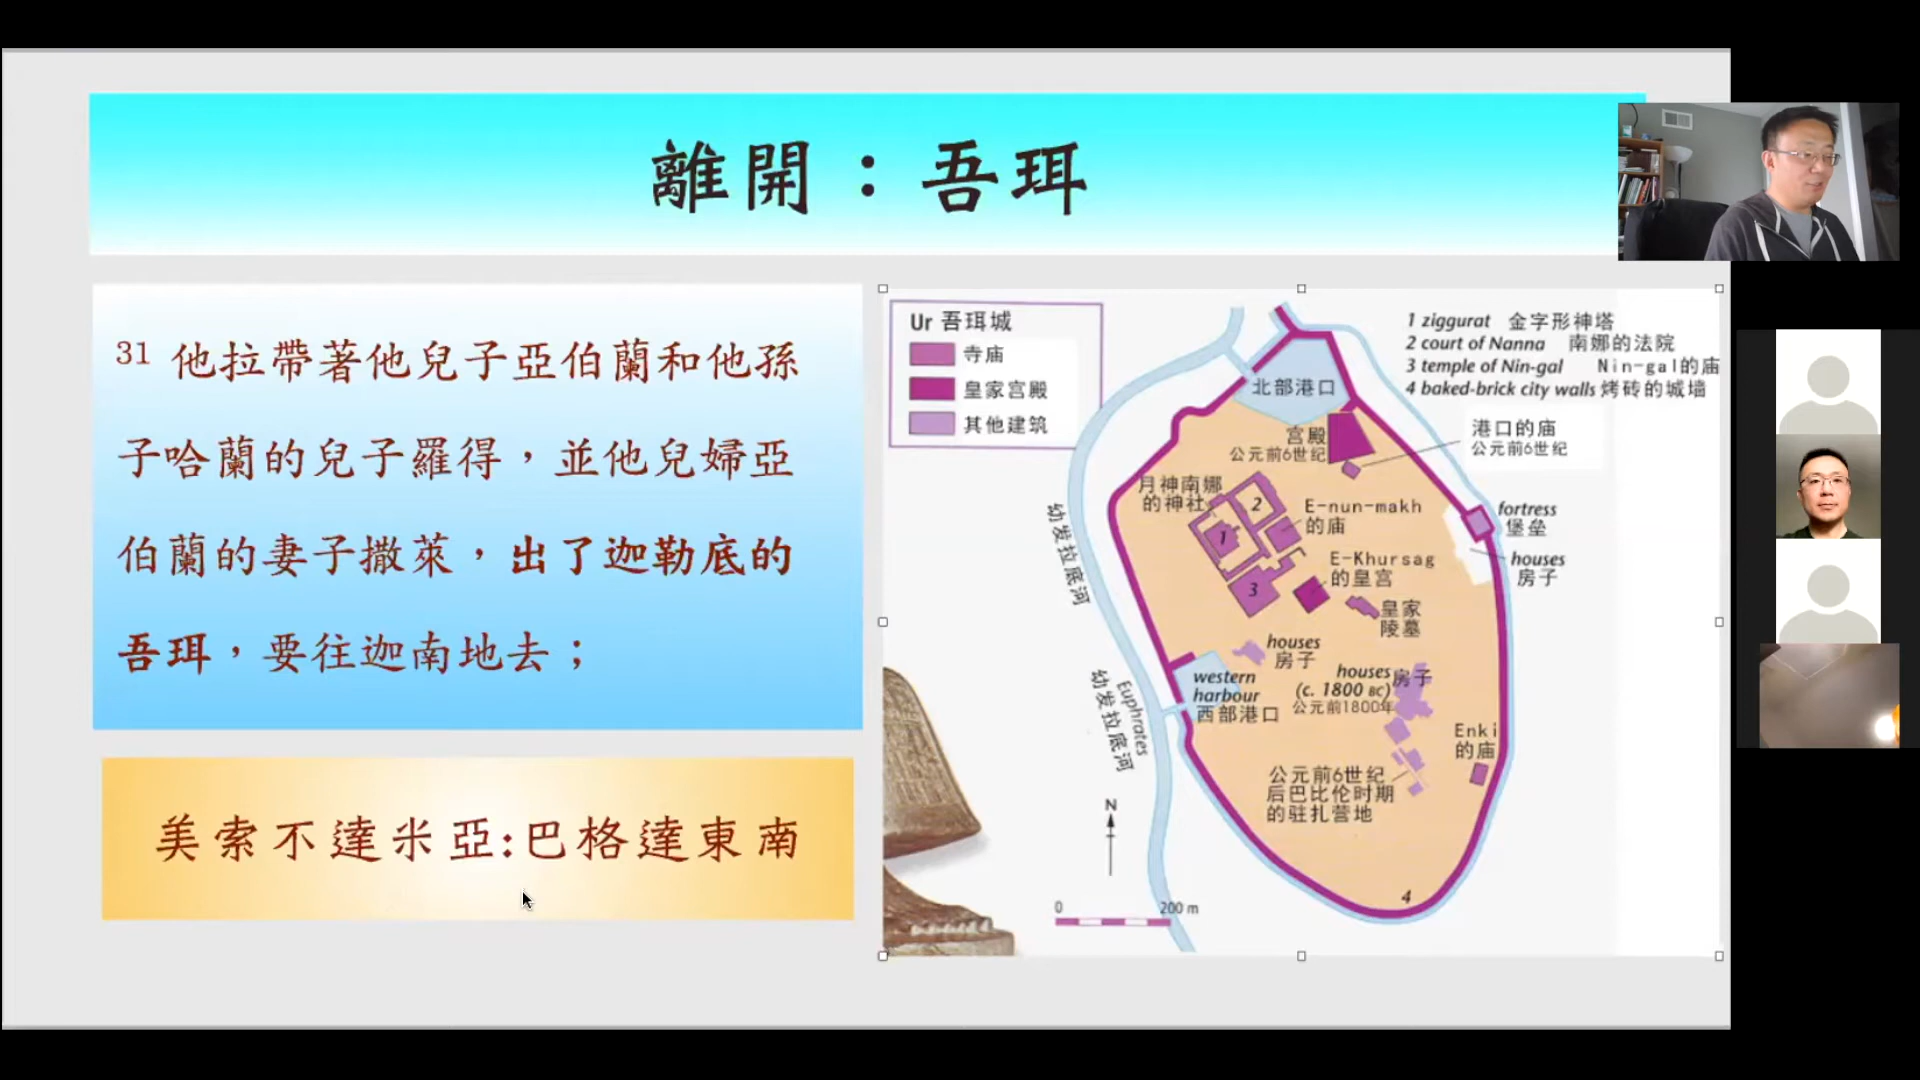 離開：吾珥
31 他拉帶著他兒子亞伯蘭和他孫
子哈蘭的兒子羅得，並他兒婦亞
伯蘭的妻子撒萊，出了迦勒底的
吾珥，要往迦南地去；
美索不達米亞:巴格達東南
Ur 吾珥城
寺庙
皇家宫殿
其他建筑
1 ziggurat 金字形神塔
2 court of Nanna 南娜的法院
3 temple of Nin-gal Nin-gal的庙
4 baked-brick city walls 烤砖的城墙
北部港口
宫殿
公元前6世纪
港口的庙
公元前6世纪
月神南娜
的神社
2
1
3
E-nun-makh
的庙
fortress
堡垒
houses
房子
E-Khursag
的皇宫
皇家
陵墓
幼发拉底河
houses
房子
houses 房子
(c. 1800 BC)
公元前1800年
western
harbour
西部港口
Euphrates
幼发拉底河
Enki
的庙
公元前6世纪
后巴比伦时期
的驻扎营地
N
4
0 200 m